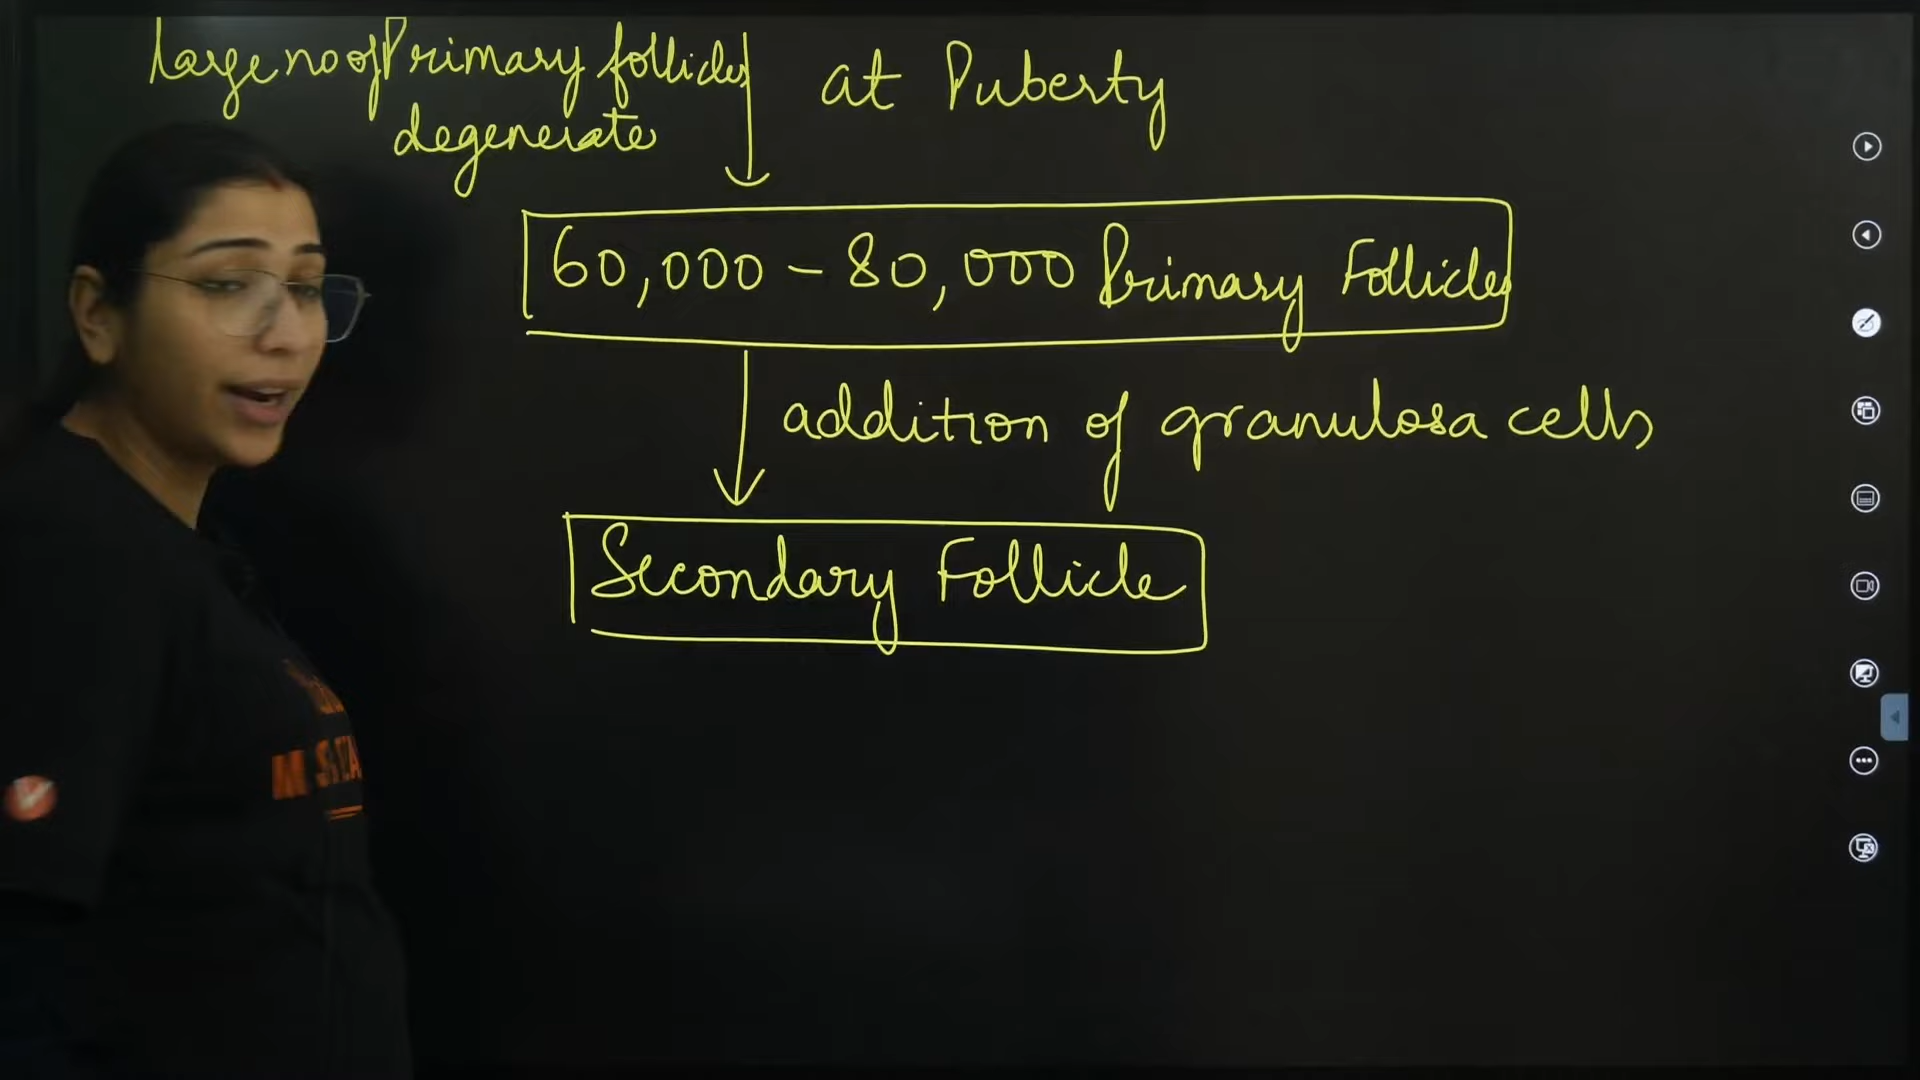 Large no of Primary follicles
degenerate
at Puberty
60,000 - 80,000 Primary Follicles
addition of granulosa cells
Secondary Follicle